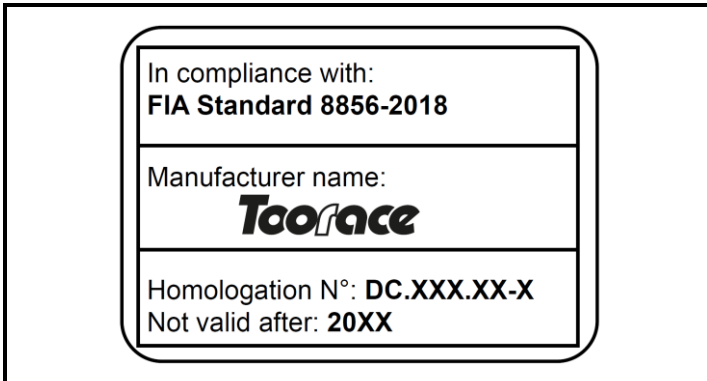 In compliance with:
FIA Standard 8856-2018
Manufacturer name:
Toorace
Homologation N°: DC.XXX.XX-X
Not valid after: 20XX